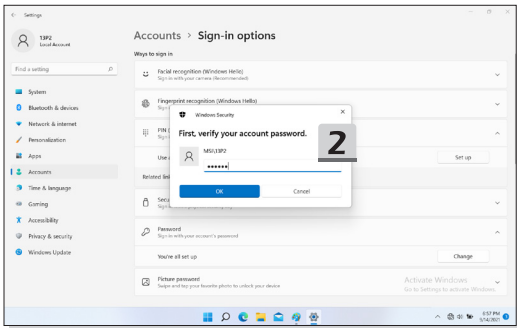 Settings
13P2
Local Account
Find a setting
System
Bluetooth & devices
Network & internet
Personalization
Apps
Accounts
Time & language
Gaming
Accessibility
Privacy & security
Windows Update
Accounts > Sign-in options
Ways to sign in
Facial recognition (Windows Hello)
Sign in with your camera (Recommended)
Fingerprint recognition (Windows Hello)
PIN (
Set up
Related
Password
Sign in with your account's password
You're all set up
Change
Picture password
Swipe and tap your favorite photo to unlock your device
Windows Security
First, verify your account password.
MSI\13P2
••••••
OK
Cancel
2
Activate Windows
Go to Settings to activate Windows.
5/14/2021